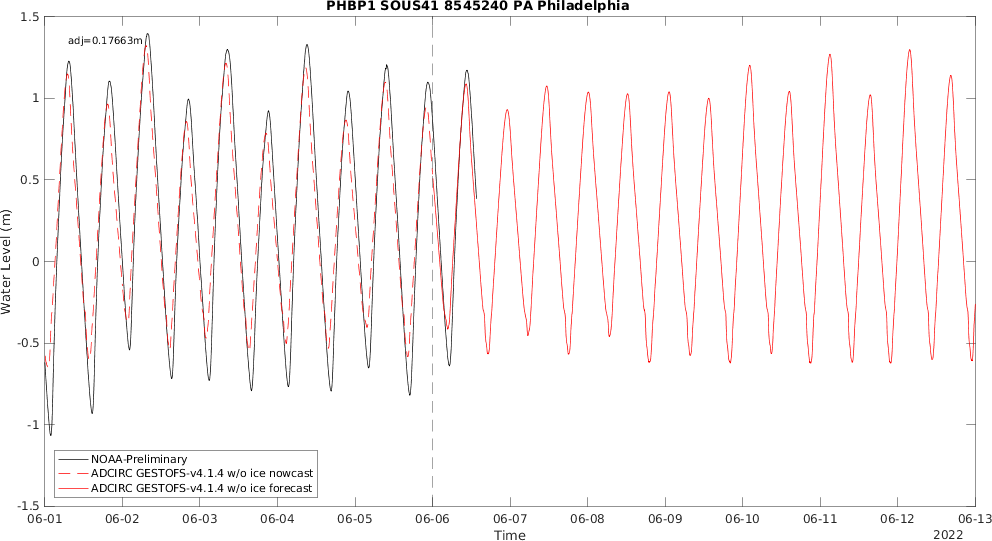 PHBP1 SOUS41 8545240 PA Philadelphia
adj=0.17663m
1.5
1
0.5
0
-0.5
-1
-1.5
Water Level (m)
NOAA-Preliminary
ADCIRC GESTOFS-v4.1.4 w/o ice nowcast
ADCIRC GESTOFS-v4.1.4 w/o ice forecast
06-01 06-02 06-03 06-04 06-05 06-06 06-07 06-08 06-09 06-10 06-11 06-12 06-13
Time
2022